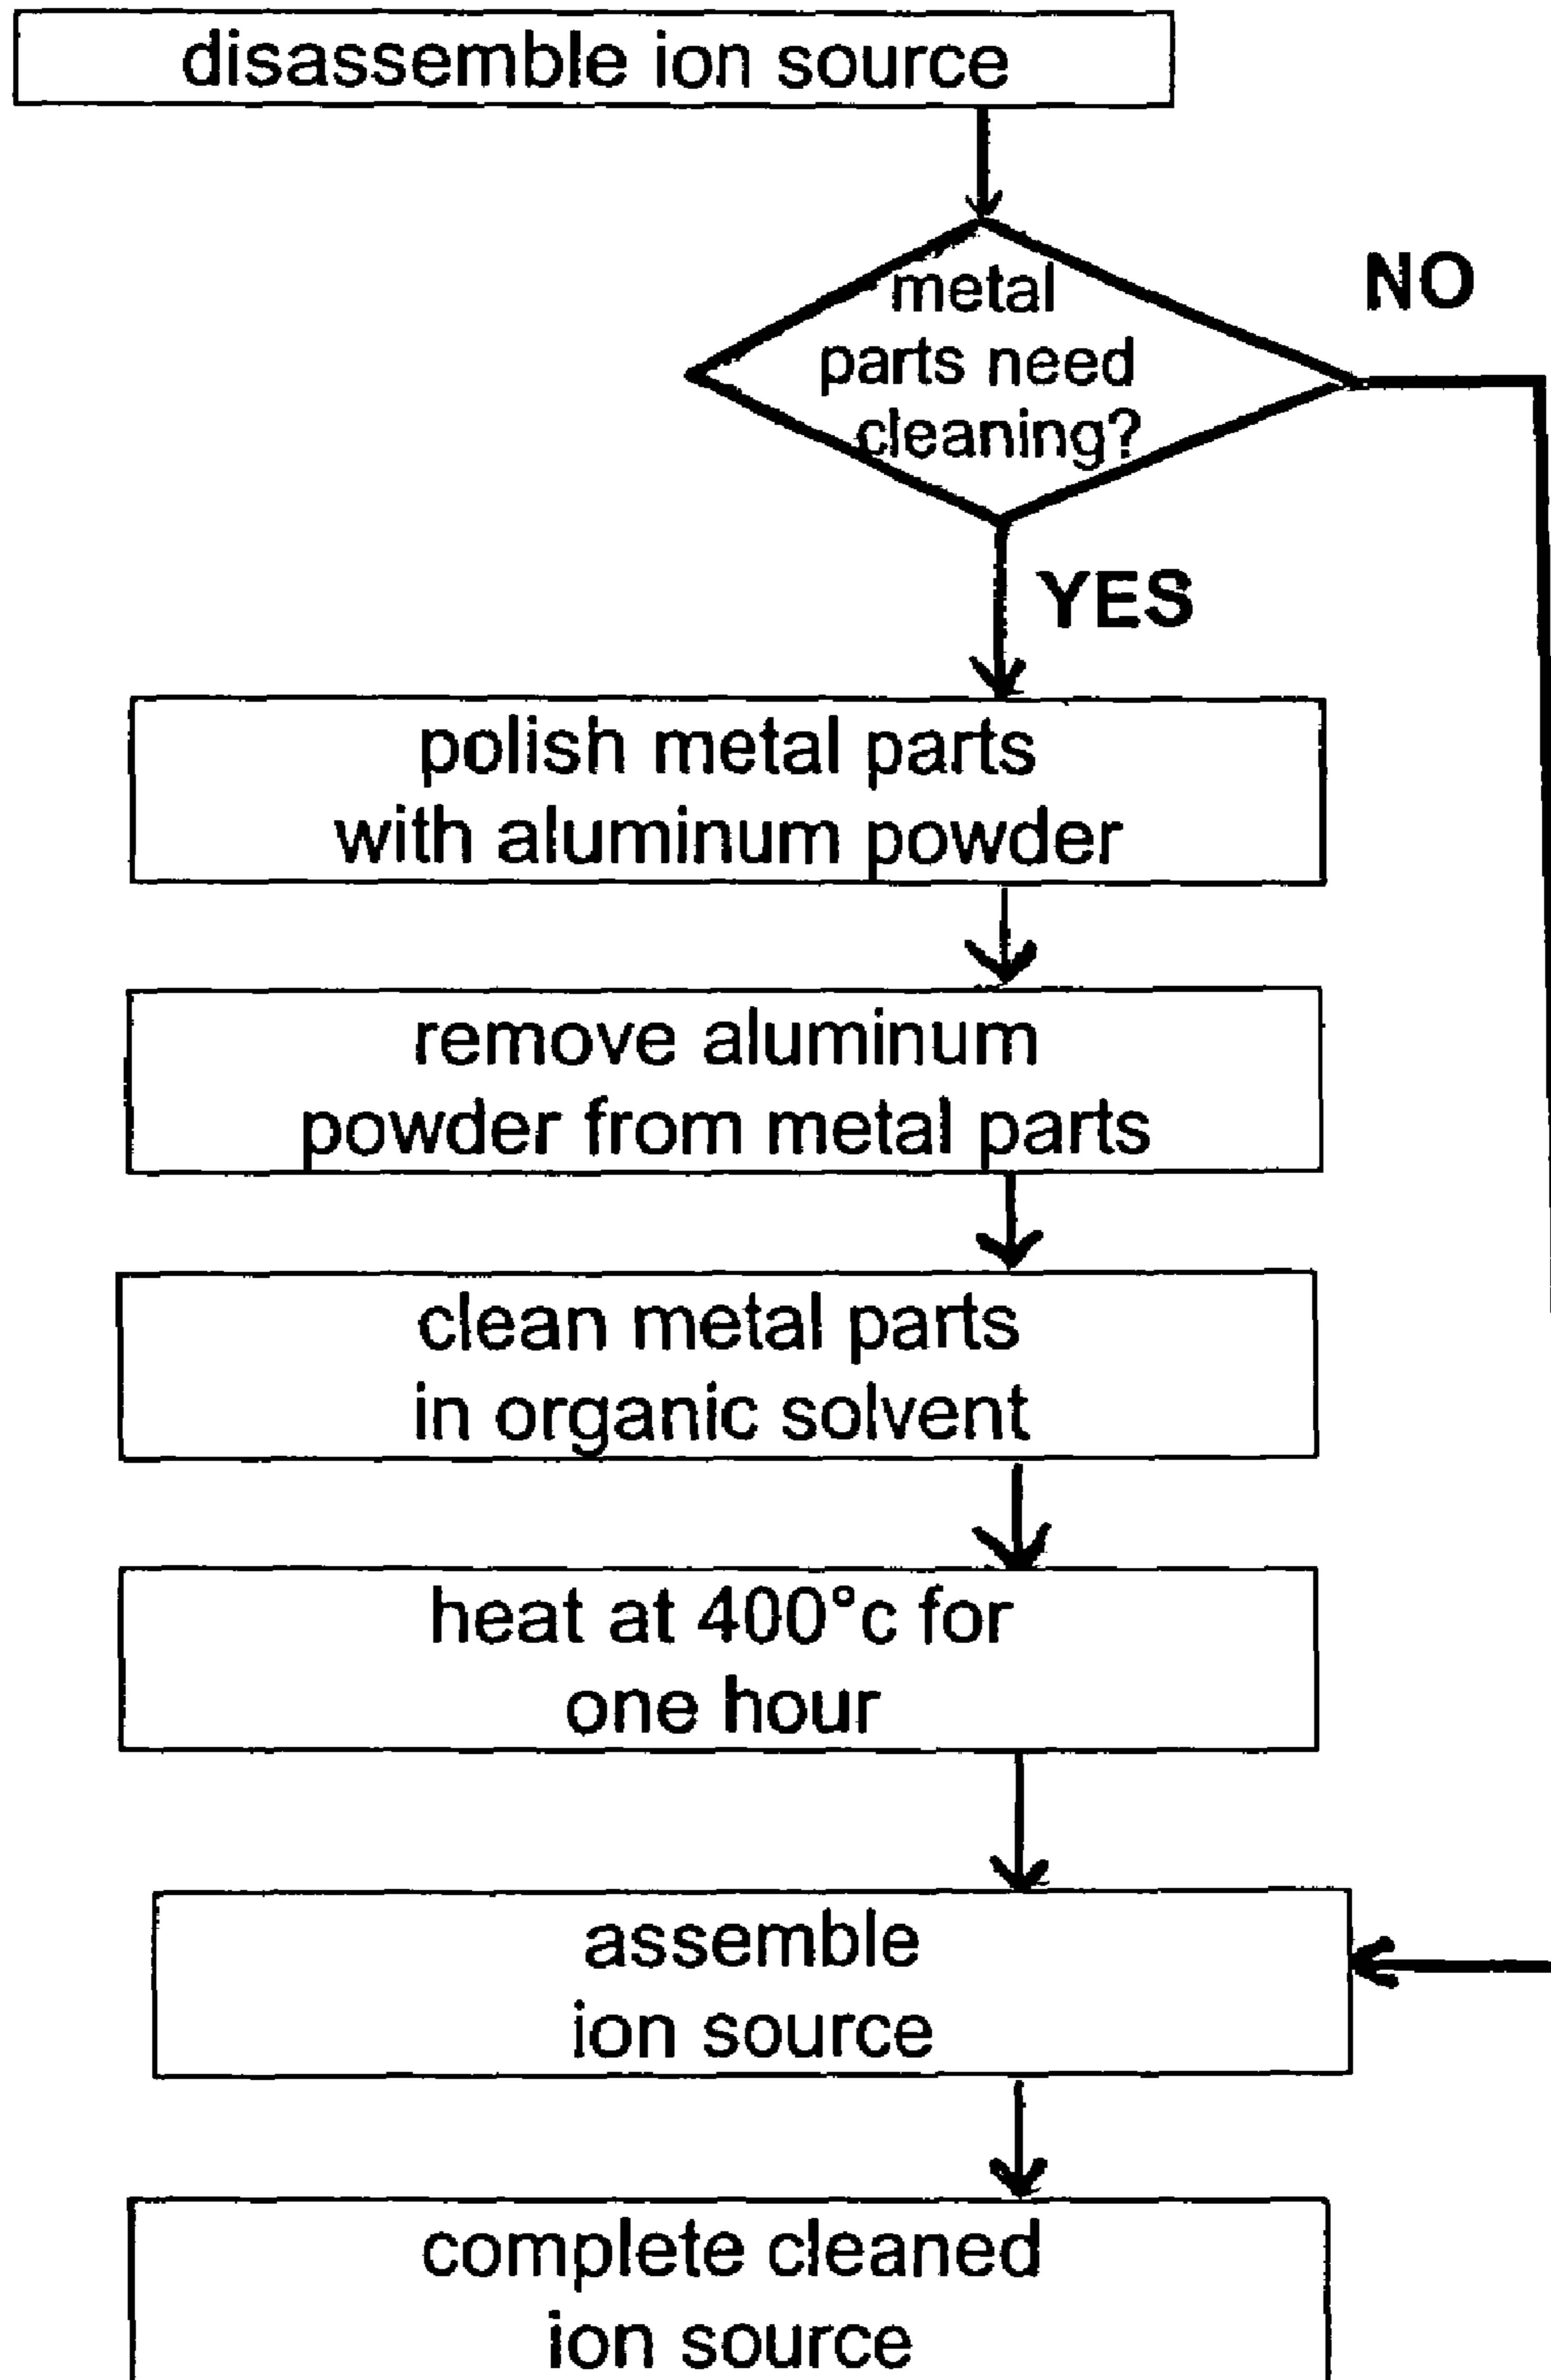 disassemble ion source
metal
parts need
cleaning?
NO
YES
polish metal parts
with aluminum powder
remove aluminum
powder from metal parts
clean metal parts
in organic solvent
heat at 400°c for
one hour
assemble
ion source
complete cleaned
ion source